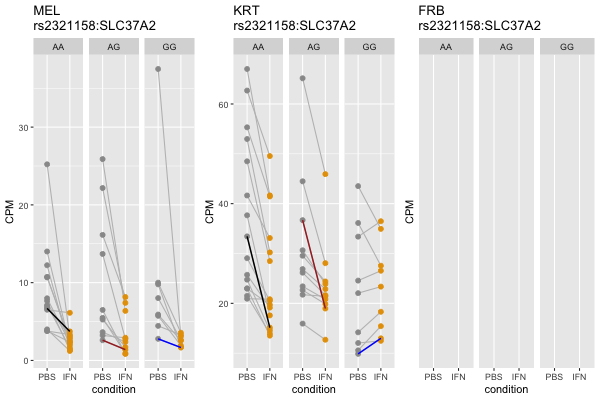 MEL
rs2321158:SLC37A2
AA AG GG
CPM
30
20
10
0
PBS IFN PBS IFN PBS IFN
condition
KRT
rs2321158:SLC37A2
AA AG GG
CPM
60
40
20
PBS IFN PBS IFN PBS IFN
condition
FRB
rs2321158:SLC37A2
AA AG GG
CPM
PBS IFN PBS IFN PBS IFN
condition